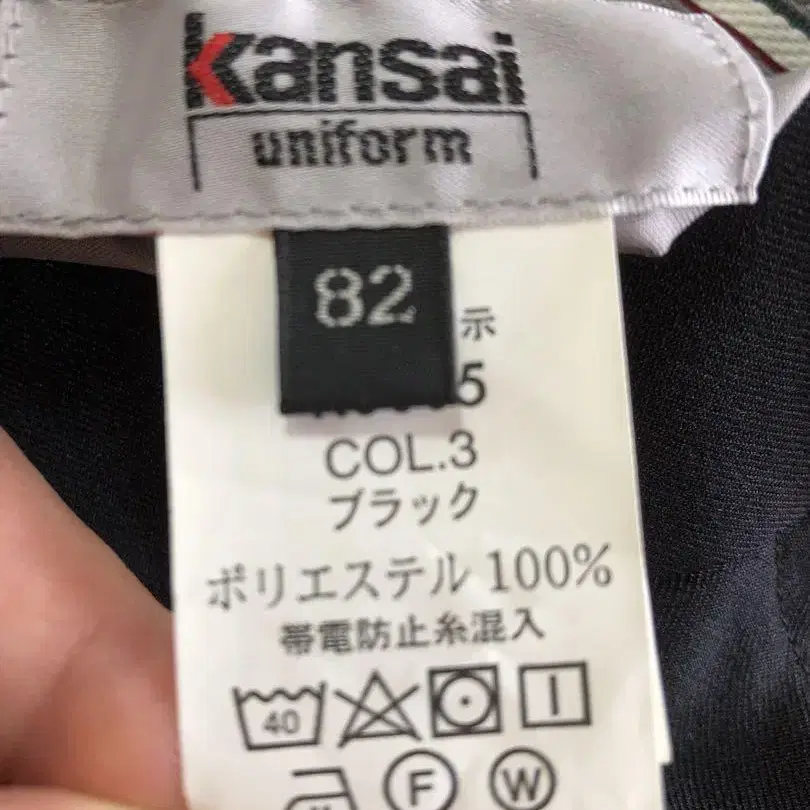 Kansai
uniform
82
示
5
COL.3
ブラック
ポリエステル 100%
帯電防止糸混入
40
F W